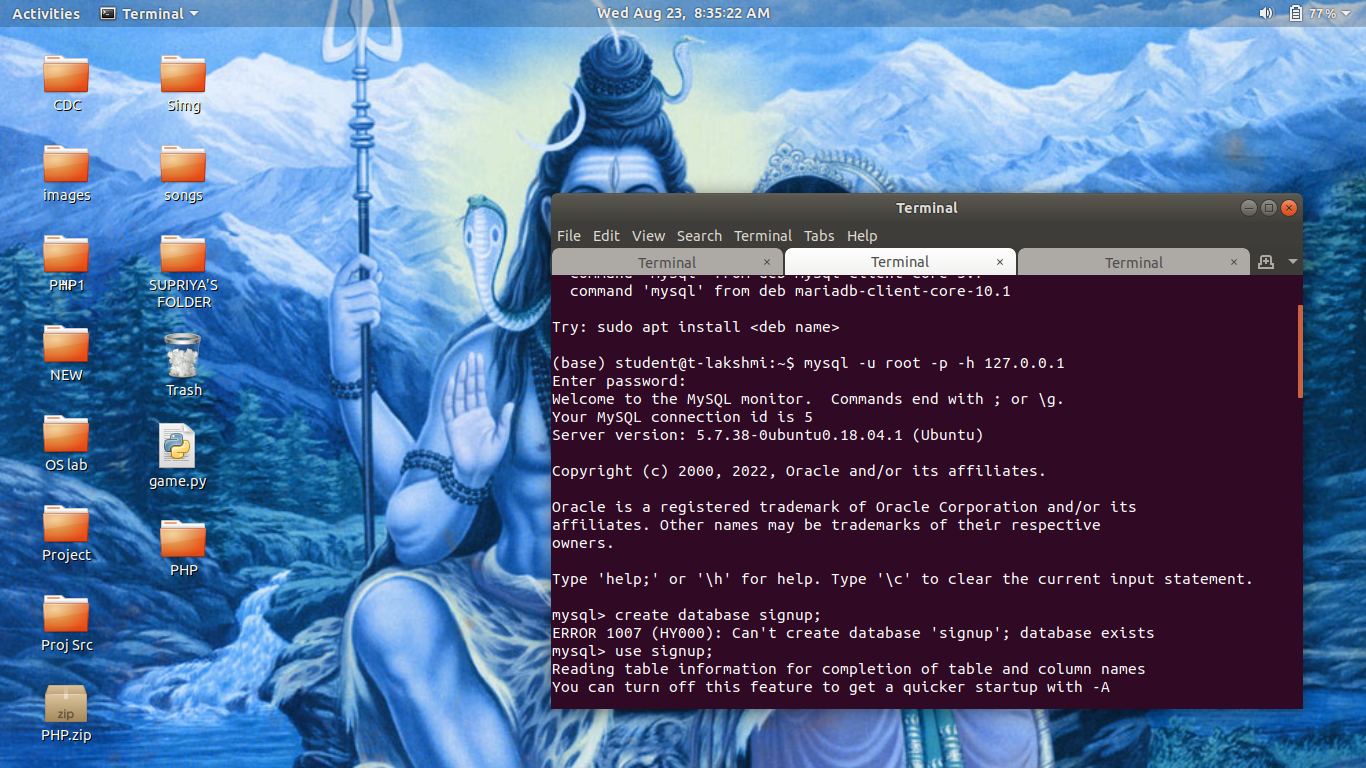 Activities
Terminal
Wed Aug 23, 8:35:22 AM
77%
CDC
Simg
images
songs
SUPRIYA'S
FOLDER
NEW
Trash
OS lab
game.py
Project
PHP
Proj Src
zip
PHP.zip
Terminal
File Edit View Search Terminal Tabs Help
Terminal
Terminal
Terminal
command 'mysql' from deb mariadb-client-core-10.1
Try: sudo apt install <deb name>
(base) student@t-lakshmi:~$ mysql -u root -p -h 127.0.0.1
Enter password:
Welcome to the MySQL monitor.  Commands end with ; or \g.
Your MySQL connection id is 5
Server version: 5.7.38-0ubuntu0.18.04.1 (Ubuntu)
Copyright (c) 2000, 2022, Oracle and/or its affiliates.
Oracle is a registered trademark of Oracle Corporation and/or its
affiliates. Other names may be trademarks of their respective
owners.
Type 'help;' or '\h' for help. Type '\c' to clear the current input statement.
mysql> create database signup;
ERROR 1007 (HY000): Can't create database 'signup'; database exists
mysql> use signup;
Reading table information for completion of table and column names
You can turn off this feature to get a quicker startup with -A